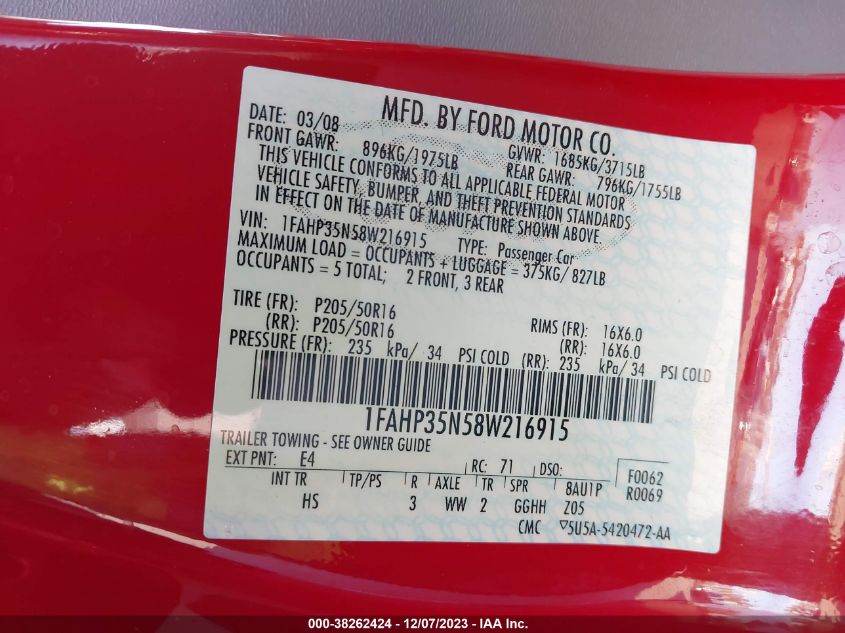 MFD. BY FORD MOTOR CO.
DATE: 03/08 GVWR: 1685KG/3715LB
FRONT GAWR: 896KG/1975LB REAR GAWR: 796KG/1755LB
THIS VEHICLE CONFORMS TO ALL APPLICABLE FEDERAL MOTOR
VEHICLE SAFETY, BUMPER, AND THEFT PREVENTION STANDARDS
IN EFFECT ON THE DATE OF MANUFACTURE SHOWN ABOVE.
VIN: 1FAHP35N58W216915 TYPE: Passenger Car
MAXIMUM LOAD = OCCUPANTS + LUGGAGE = 375KG/ 827LB
OCCUPANTS = 5 TOTAL; 2 FRONT, 3 REAR
TIRE (FR): P205/50R16 RIMS (FR): 16X6.0
(RR): P205/50R16 (RR): 16X6.0
PRESSURE (FR): 235 kPa/ 34 PSI COLD (RR): 235 kPa/ 34 PSI COLD
1FAHP35N58W216915
TRAILER TOWING - SEE OWNER GUIDE
EXT PNT: E4 RC: 71 DSO: F0062
INT TR TP/PS R AXLE TR SPR 8AU1P R0069
HS 3 WW 2 GGHH Z05
CMC ▽5U5A-5420472-AA
000-38262424 - 12/07/2023 - IAA Inc.